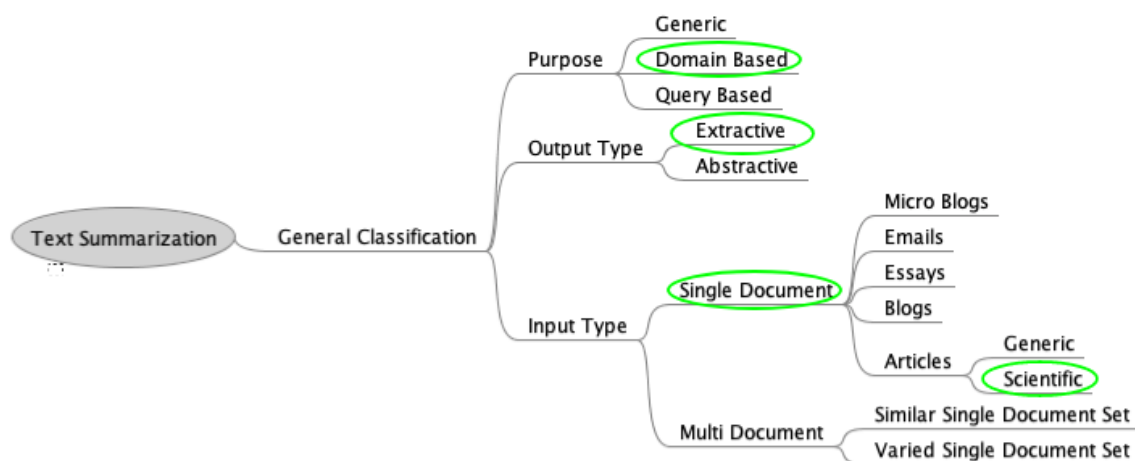 Generic
Purpose
Domain Based
Query Based
Extractive
Output Type
Abstractive
Micro Blogs
Text Summarization
General Classification
Emails
Essays
Single Document
Blogs
Input Type
Articles
Generic
Scientific
Multi Document
Similar Single Document Set
Varied Single Document Set